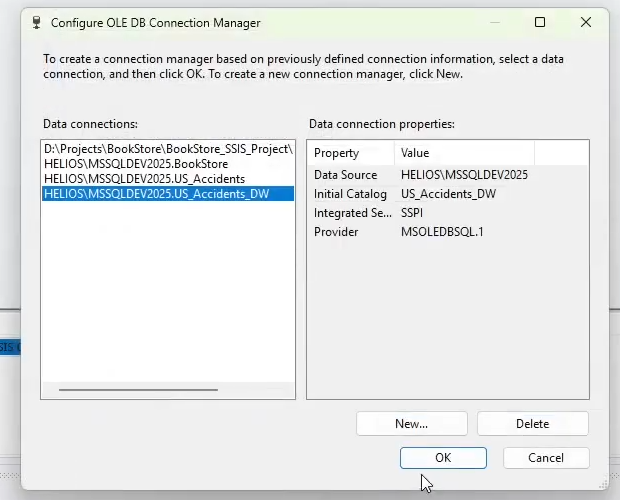 Configure OLE DB Connection Manager
To create a connection manager based on previously defined connection information, select a data
connection, and then click OK. To create a new connection manager, click New.
Data connections:
D:\Projects\BookStore\BookStore_SSIS_Project\
HELIOS\MSSQLDEV2025.BookStore
HELIOS\MSSQLDEV2025.US_Accidents
HELIOS\MSSQLDEV2025.US_Accidents_DW
Data connection properties:
Property Value
Data Source HELIOS\MSSQLDEV2025
Initial Catalog US_Accidents_DW
Integrated Se... SSPI
Provider MSOLEDBSQL.1
New... Delete
OK Cancel